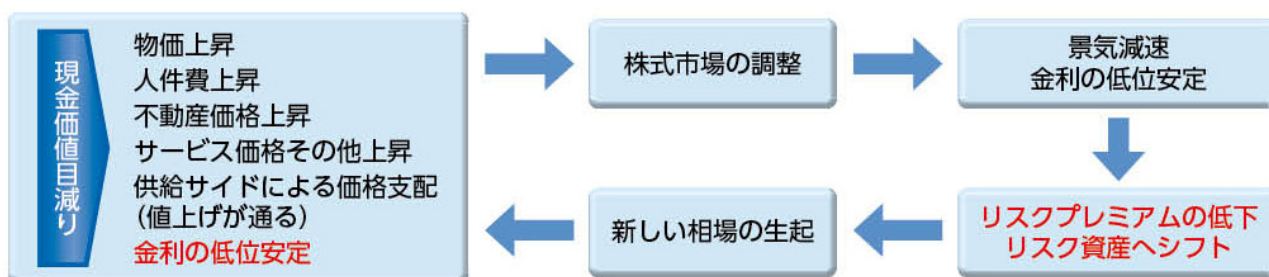 現金価値目減り
物価上昇
人件費上昇
不動産価格上昇
サービス価格その他上昇
供給サイドによる価格支配
(値上げが通る)
金利の低位安定
株式市場の調整
景気減速
金利の低位安定
リスクプレミアムの低下
リスク資産へシフト
新しい相場の生起